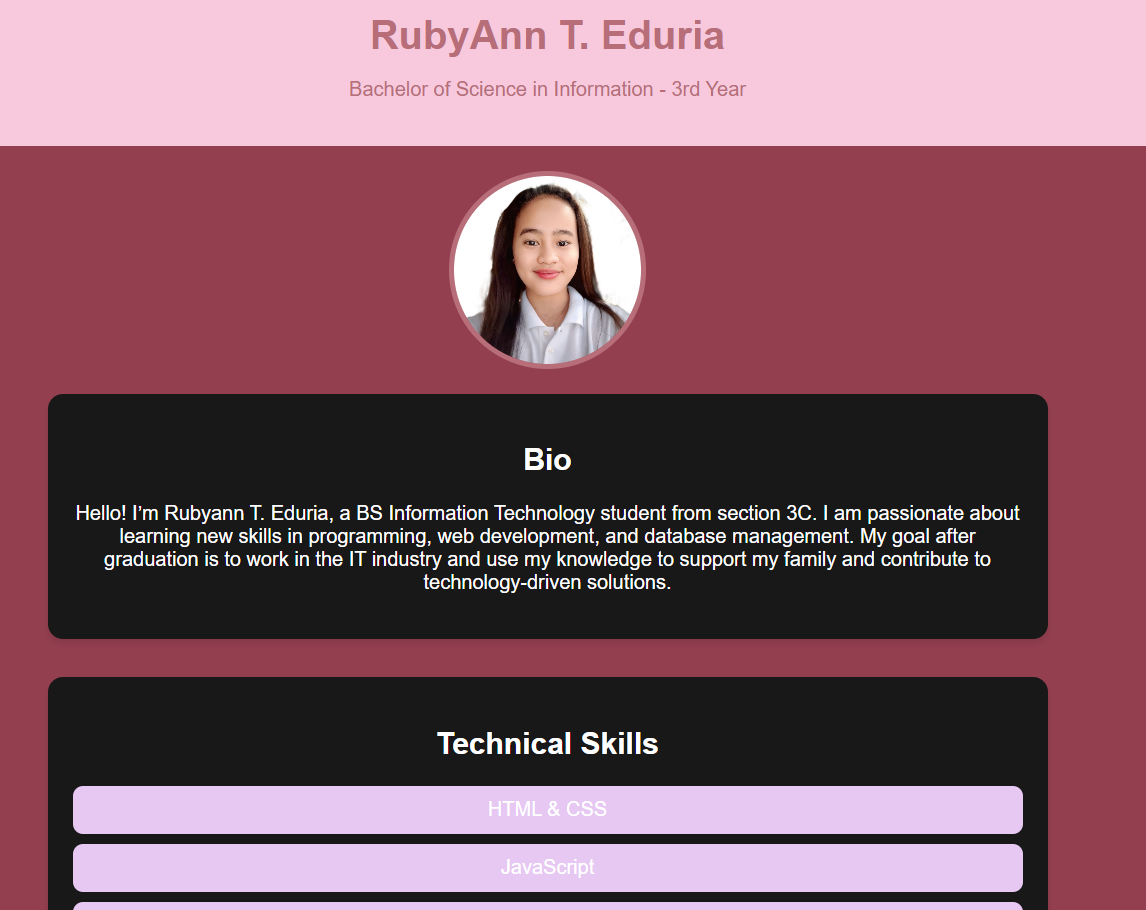 RubyAnn T. Eduria
Bachelor of Science in Information - 3rd Year
Bio
Hello! I’m Rubyann T. Eduria, a BS Information Technology student from section 3C. I am passionate about
learning new skills in programming, web development, and database management. My goal after
graduation is to work in the IT industry and use my knowledge to support my family and contribute to
technology-driven solutions.
Technical Skills
HTML & CSS
JavaScript